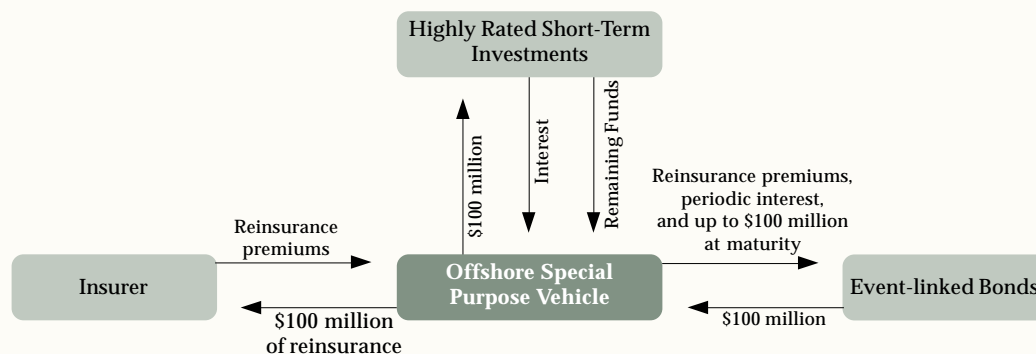 Highly Rated Short-Term
Investments
$100 million
Interest
Remaining Funds
Reinsurance premiums,
periodic interest,
and up to $100 million
at maturity
Reinsurance
premiums
Insurer
Offshore Special
Purpose Vehicle
Event-linked Bonds
$100 million
of reinsurance
$100 million